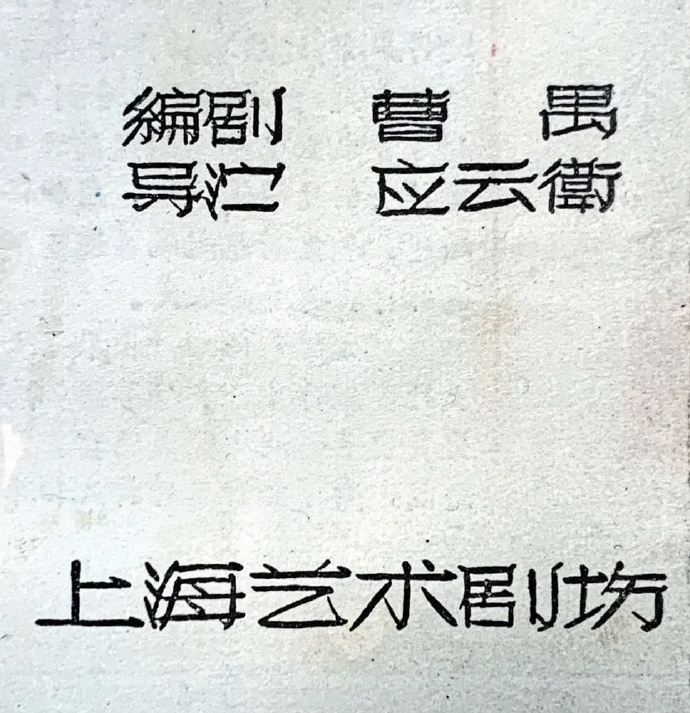 編剧 曹禺
导演 应云衛
上海艺术剧坊